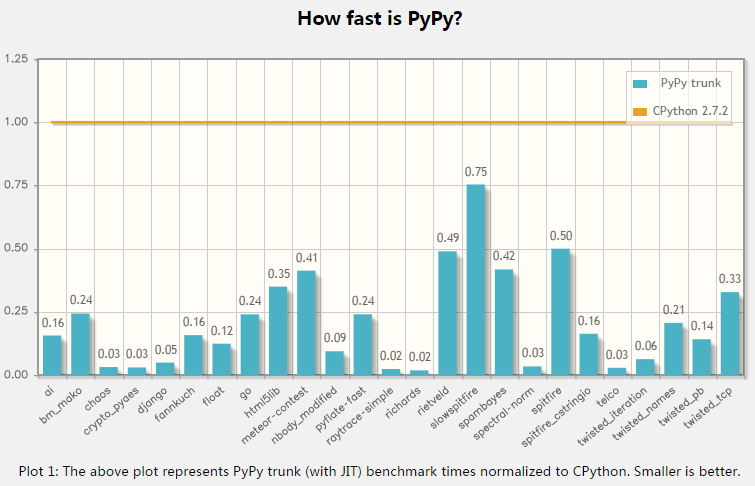 How fast is PyPy?
1.25
PyPy trunk
CPython 2.7.2
1.00
0.75
0.50
0.25
0.00
0.16
0.24
0.03
0.03
0.05
0.16
0.12
0.24
0.35
0.41
0.09
0.24
0.02
0.02
0.49
0.75
0.42
0.03
0.50
0.16
0.03
0.06
0.21
0.14
0.33
ai
bm_mako
chaos
crypto_pyaes
django
fannkuch
float
go
html5lib
meteor-contest
nbody_modified
pyflate-fast
raytrace-simple
richards
rietveld
slowspitfire
spambayes
spectral-norm
spitfire
spitfire_cstringio
telco
twisted_iteration
twisted_names
twisted_pb
twisted_tcp
Plot 1: The above plot represents PyPy trunk (with JIT) benchmark times normalized to CPython. Smaller is better.